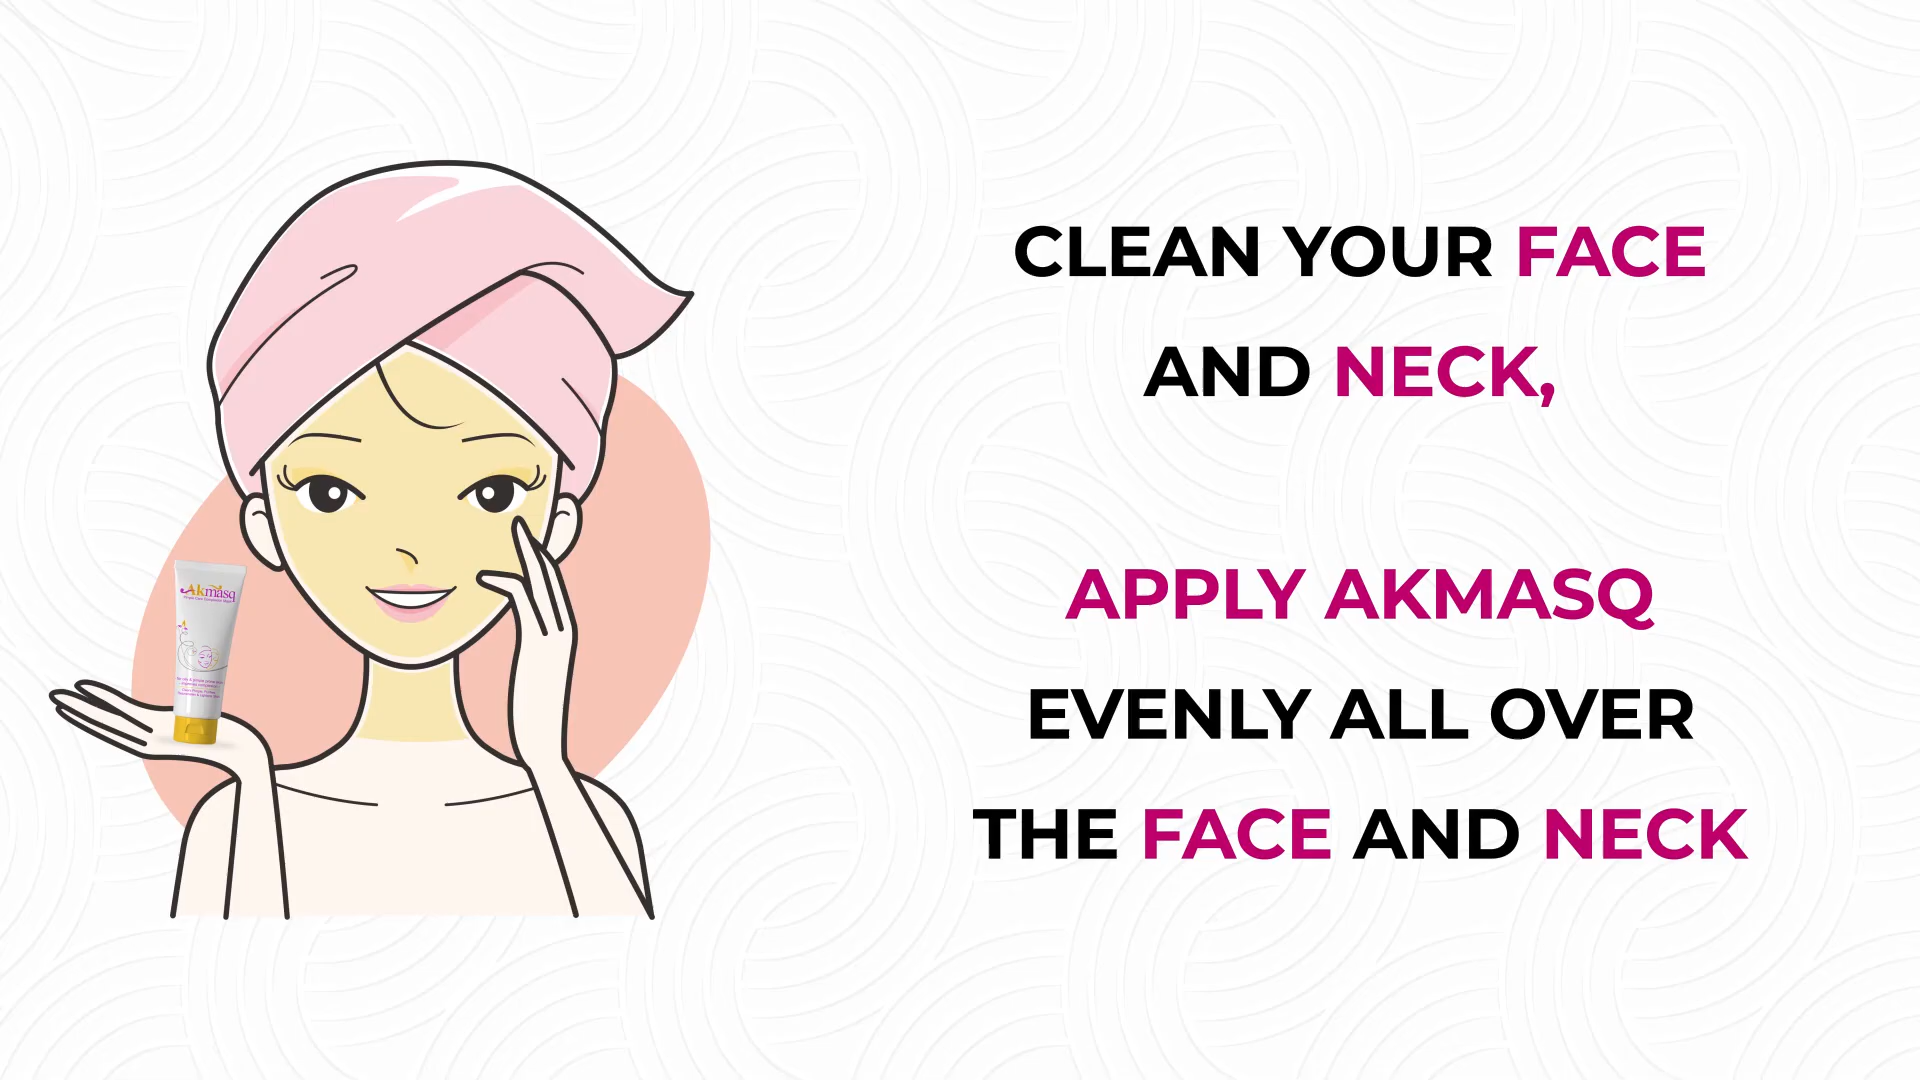 CLEAN YOUR FACE
AND NECK,
APPLY AKMASQ
EVENLY ALL OVER
THE FACE AND NECK
Akmasq